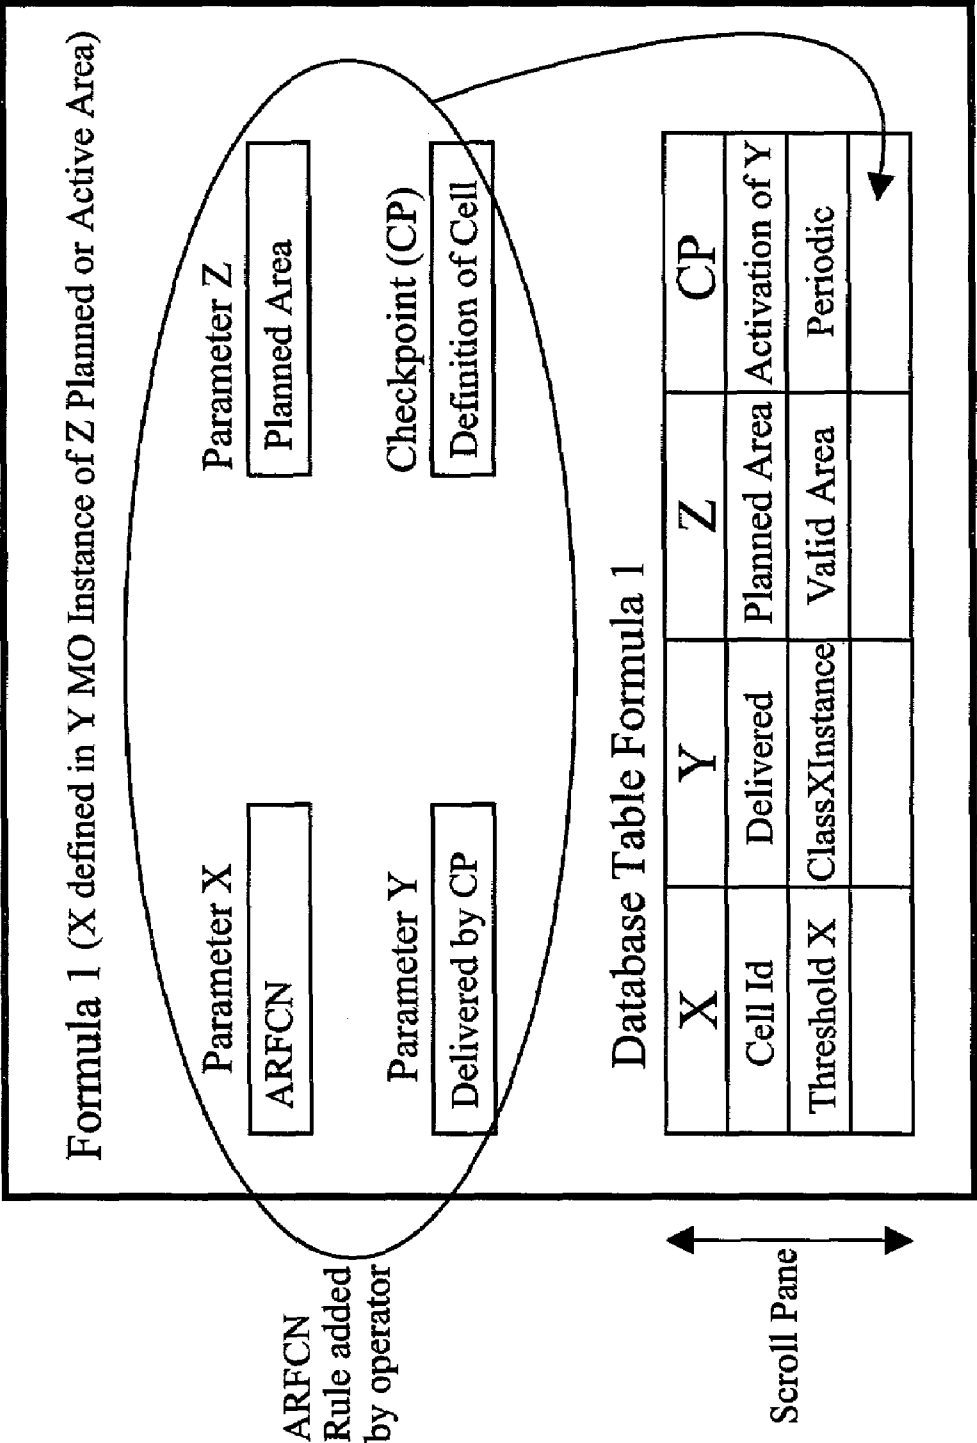 Formula 1 (X defined in Y MO Instance of Z Planned or Active Area)
Parameter X
ARFCN
Parameter Z
Planned Area
Parameter Y
Delivered by CP
Checkpoint (CP)
Definition of Cell
ARFCN
Rule added
by operator
Database Table Formula 1
X Y Z CP
Cell Id Delivered Planned Area Activation of Y
Threshold X ClassXInstance Valid Area Periodic
Scroll Pane